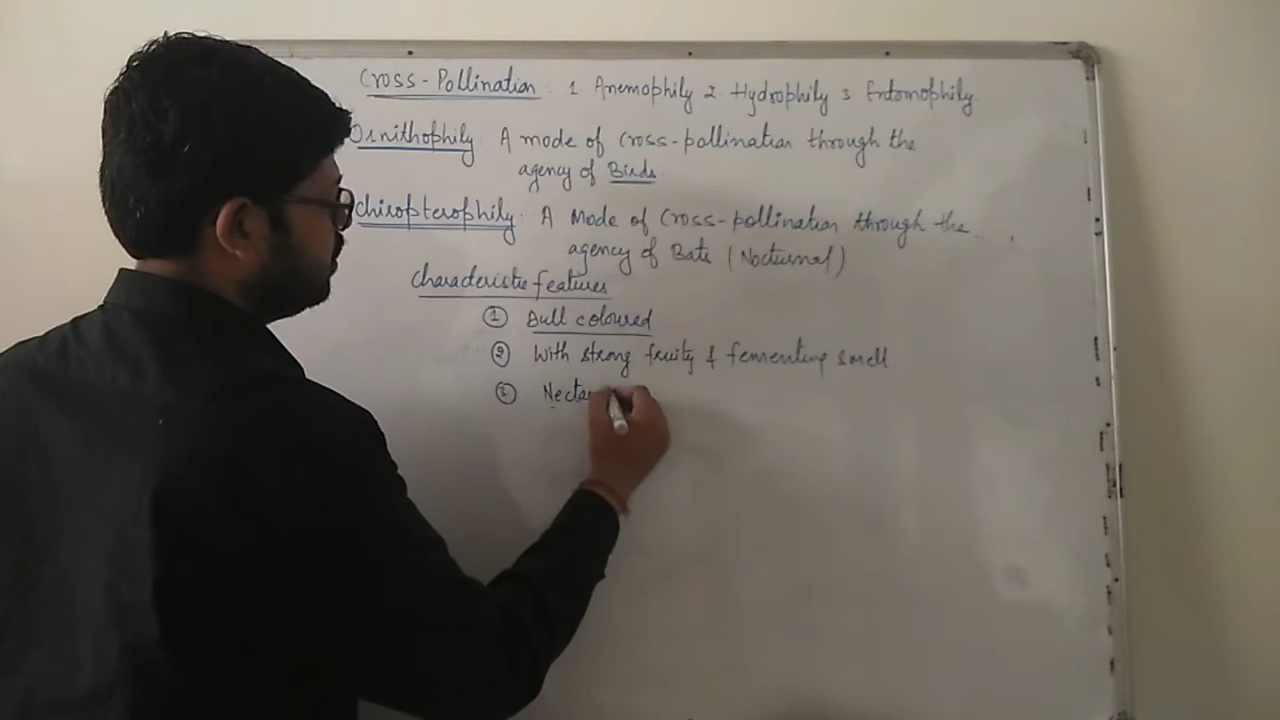 Cross-Pollination: 1 Anemophily 2 Hydrophily 3 Entomophily
Ornithophily: A mode of cross-pollination through the
agency of Birds
Chiropterophily: A Mode of Cross-pollination through the
agency of Bats (Nocturnal)
Characteristic features
① Dull coloured
② With strong fruity & fermenting smell
③ Necta